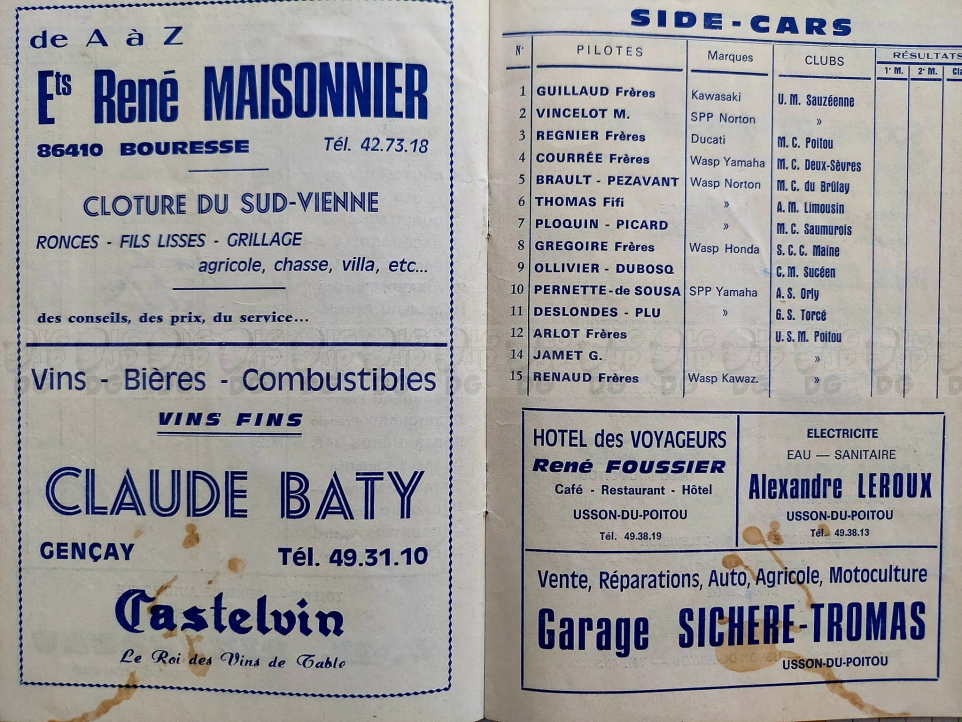 de A à Z
Ets René MAISONNIER
86410 BOURESSE Tél. 42.73.18
CLOTURE DU SUD-VIENNE
RONCES - FILS LISSES - GRILLAGE
agricole, chasse, villa, etc...
des conseils, des prix, du service...
Vins - Bières - Combustibles
VINS FINS
CLAUDE BATY
GENÇAY Tél. 49.31.10
Castelvin
Le Roi des Vins de Table
SIDE-CARS
N° PILOTES Marques CLUBS RÉSULTATS
1e M. 2e M. Cla
1 GUILLAUD Frères Kawasaki U. M. Sauzéenne
2 VINCELOT M. SPP Norton »
3 REGNIER Frères Ducati M. C. Poitou
4 COURRÉE Frères Wasp Yamaha M. C. Deux-Sèvres
5 BRAULT - PEZAVANT Wasp Norton M. C. du Brûlay
6 THOMAS Fifi » A. M. Limousin
7 PLOQUIN - PICARD » M. C. Saumurois
8 GREGOIRE Frères Wasp Honda S. C. C. Maine
9 OLLIVIER - DUBOSQ C. M. Sucéen
10 PERNETTE - de SOUSA SPP Yamaha A. S. Orly
11 DESLONDES - PLU » G. S. Torcé
12 ARLOT Frères U. S. M. Poitou
14 JAMET G. »
15 RENAUD Frères Wasp Kawaz. »
HOTEL des VOYAGEURS
René FOUSSIER
Café - Restaurant - Hôtel
USSON-DU-POITOU
Tél. 49.38.19
ELECTRICITE
EAU — SANITAIRE
Alexandre LEROUX
USSON-DU-POITOU
Tél. 49.38.13
Vente, Réparations, Auto, Agricole, Motoculture
Garage SICHERE-TROMAS
USSON-DU-POITOU